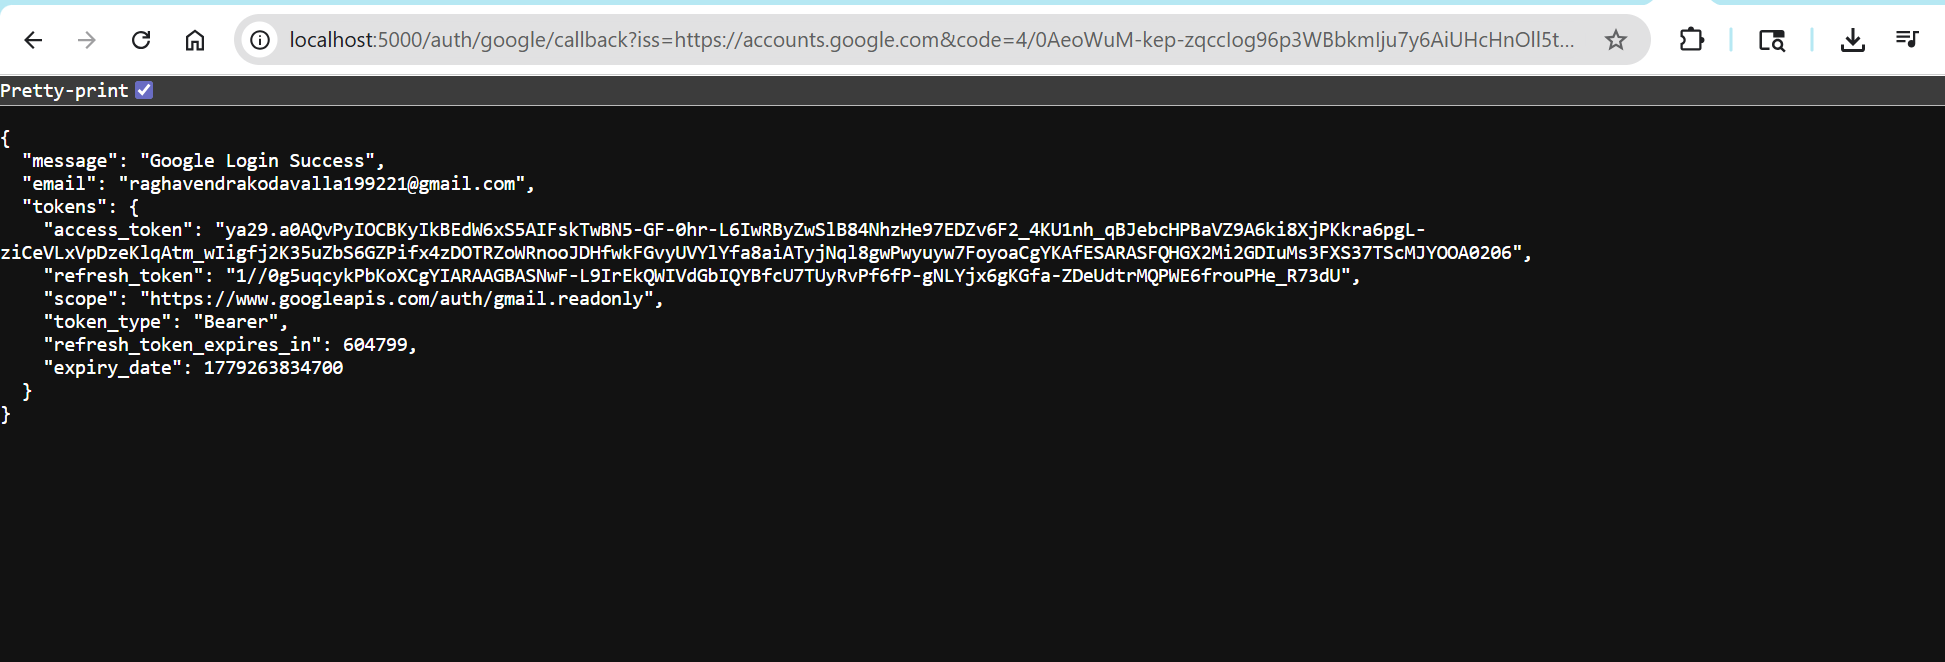 localhost:5000/auth/google/callback?iss=https://accounts.google.com&code=4/0AeoWuM-kep-zqccIog96p3WBbkmIju7y6AiUHcHnOll5t...
Pretty-print
{
"message": "Google Login Success",
"email": "raghavendrakodavalla199221@gmail.com",
"tokens": {
"access_token": "ya29.a0AQvPyIOCBKyIkBEdW6xS5AIFskTwBN5-GF-0hr-L6IwRByZwSlB84NhzHe97EDZv6F2_4KU1nh_qBJebcHPBaVZ9A6ki8XjPKkra6pgL-
ziCeVLxVpDzeKlqAtm_wIigfj2K35uZbS6GZPifx4zDOTRZoWRnooJDHfwkFGvyUVYlYfa8aiATyjNql8gwPwyuyw7FoyoaCgYKAfESARASFQHGX2Mi2GDIuMs3FXS37TScMJYOOA0206",
"refresh_token": "1//0g5uqcykPbKoXCgYIARAAGBASNwF-L9IrEkQWIVdGbIQYBfcU7TUyRvPf6fP-gNLYjx6gKGfa-ZDeUdtrMQPWE6frouPHe_R73dU",
"scope": "https://www.googleapis.com/auth/gmail.readonly",
"token_type": "Bearer",
"refresh_token_expires_in": 604799,
"expiry_date": 1779263834700
}
}